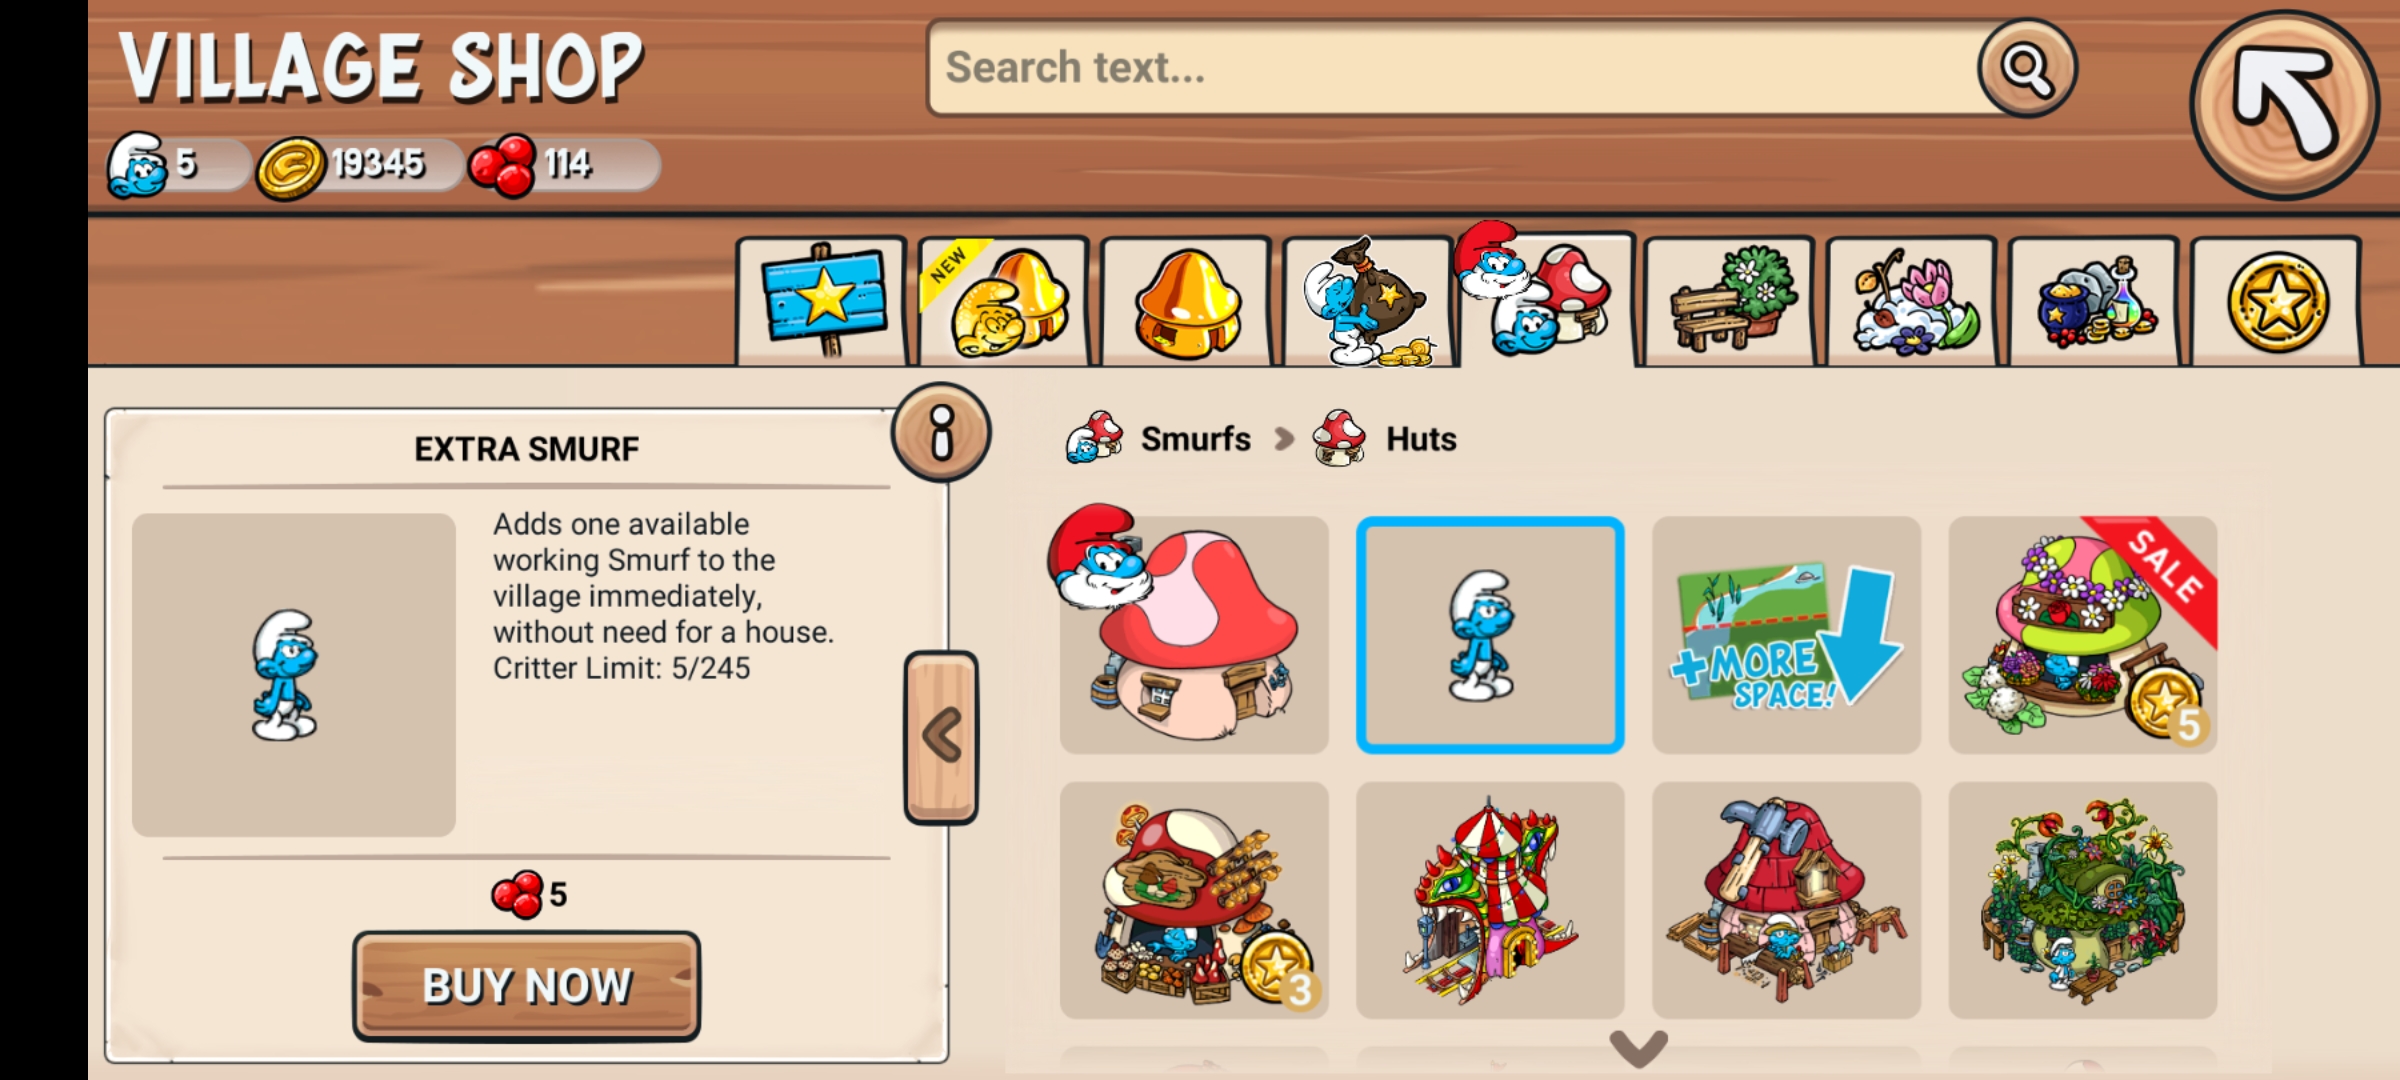 VILLAGE SHOP
Search text...
5
19345
114
NEW
EXTRA SMURF
Adds one available
working Smurf to the
village immediately,
without need for a house.
Critter Limit: 5/245
5
BUY NOW
Smurfs
Huts
+MORE
SPACE!
SALE
5
3